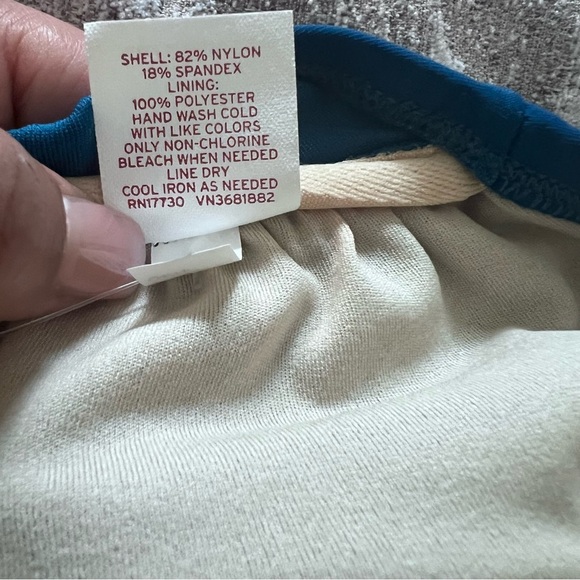 SHELL: 82% NYLON
18% SPANDEX
LINING:
100% POLYESTER
HAND WASH COLD
WITH LIKE COLORS
ONLY NON-CHLORINE
BLEACH WHEN NEEDED
LINE DRY
COOL IRON AS NEEDED
RN17730 VN3681882